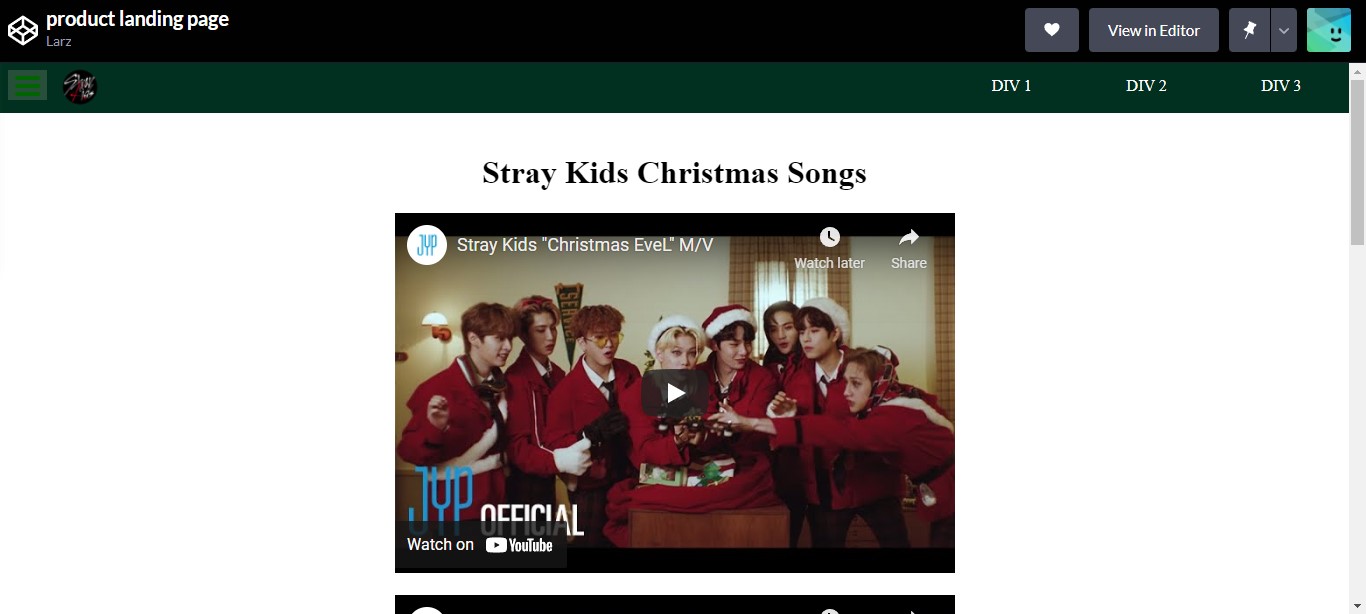 product landing page
Larz
View in Editor
DIV 1 DIV 2 DIV 3
Stray Kids Christmas Songs
JYP Stray Kids "Christmas EveL" M/V
Watch later Share
JYP OFFICIAL
Watch on YouTube